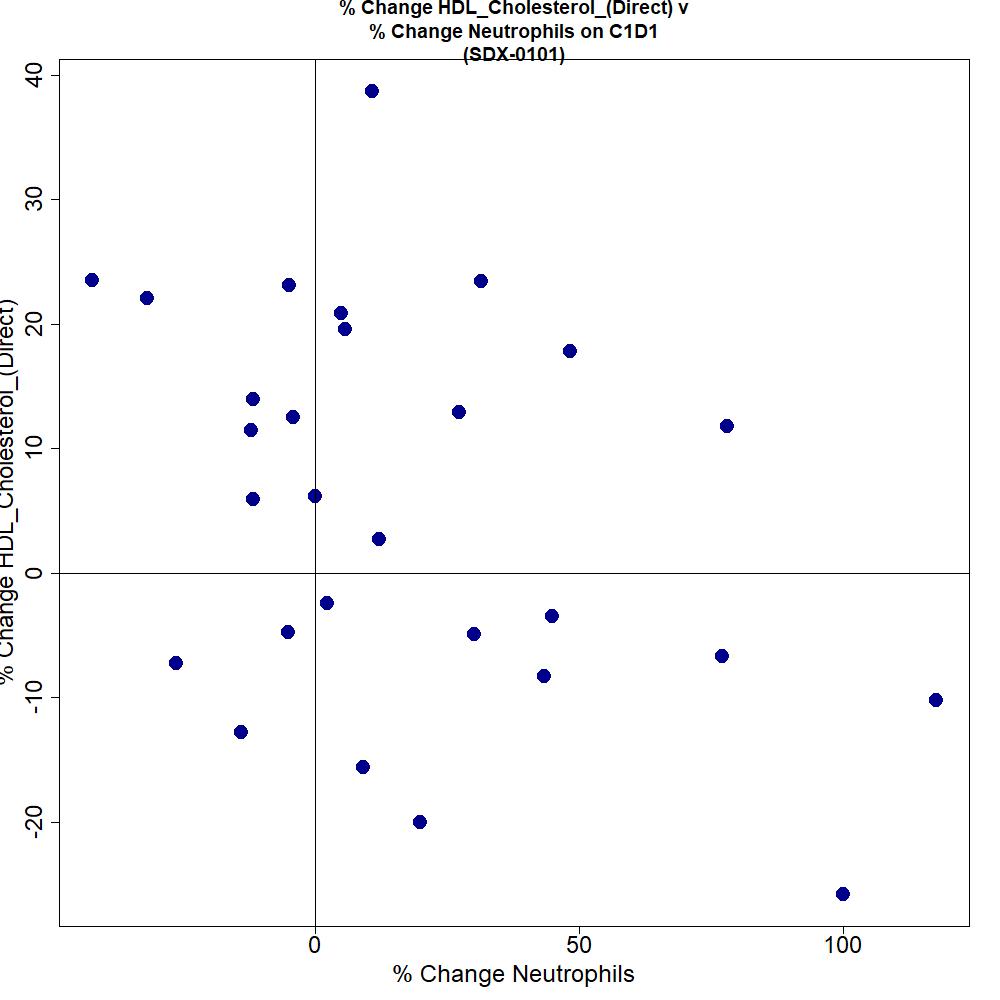 % Change HDL_Cholesterol_(Direct) v
% Change Neutrophils on C1D1
(SDX-0101)
% Change HDL_Cholesterol_(Direct)
40
30
20
10
0
-10
-20
0
50
100
% Change Neutrophils